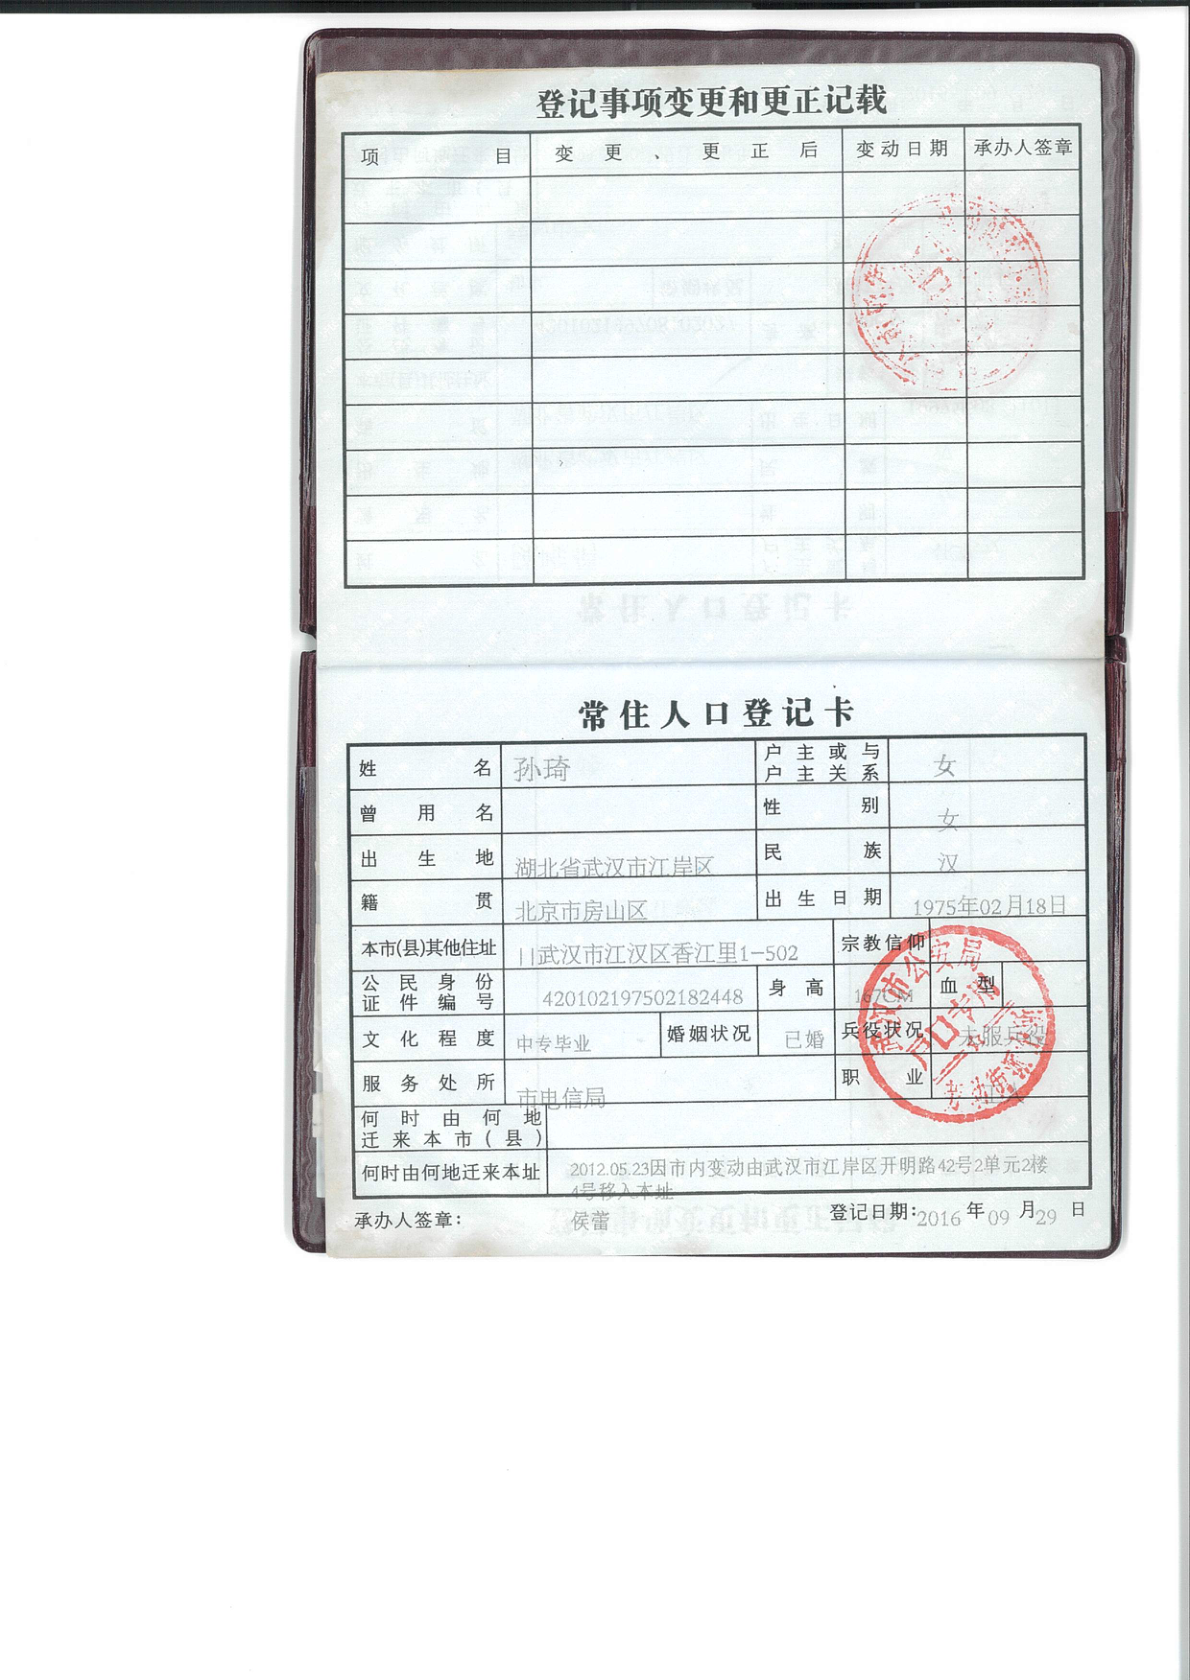 登记事项变更和更正记载
项 目 变 更 、 更 正 后 变动日期 承办人签章
常住人口登记卡
姓 名 孙琦 户主或与户主关系 女
曾 用 名 性 别 女
出 生 地 湖北省武汉市江岸区 民 族 汉
籍 贯 北京市房山区 出生日期 1975年02月18日
本市(县)其他住址 武汉市江汉区香江里1-502 宗教信仰
公民身份证件编号 420102197502182448 身高 167CM 血型
文化程度 中专毕业 婚姻状况 已婚 兵役状况 未服兵役
服务处所 市电信局 职 业
何时由何地迁来本市(县)
何时由何地迁来本址 2012.05.23因市内变动由武汉市江岸区开明路42号2单元2楼
4号移入本址
承办人签章: 侯蕾 登记日期:2016年09月29日
武汉市公安局
户口专用